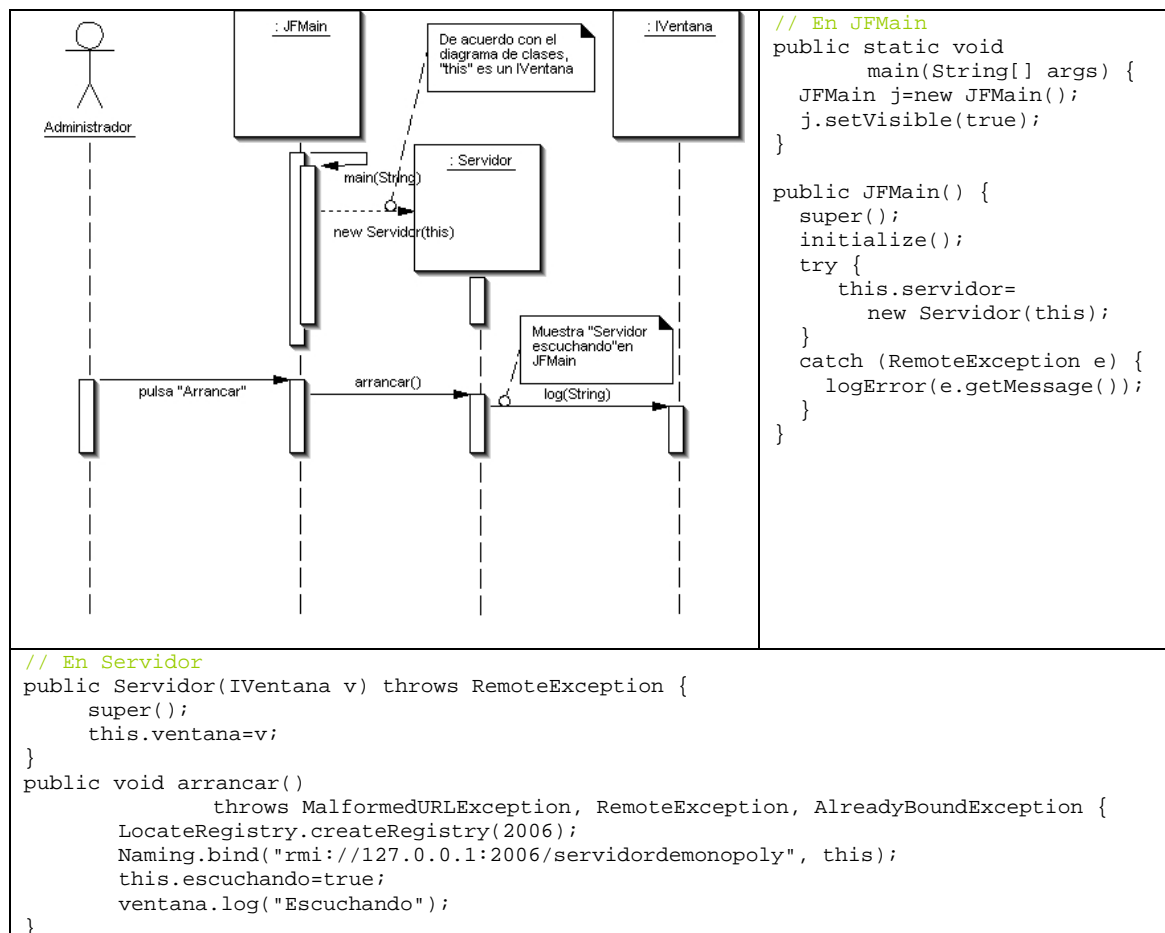 : JFMain
De acuerdo con el
diagrama de clases,
"this" es un IVentana
: IVentana
Administrador
main(String)
: Servidor
new Servidor(this)
Muestra "Servidor
escuchando"en
JFMain
pulsa "Arrancar"
arrancar()
log(String)
// En JFMain
public static void
main(String[] args) {
JFMain j=new JFMain();
j.setVisible(true);
}
public JFMain() {
super();
initialize();
try {
this.servidor=
new Servidor(this);
}
catch (RemoteException e) {
logError(e.getMessage());
}
}
// En Servidor
public Servidor(IVentana v) throws RemoteException {
super();
this.ventana=v;
}
public void arrancar()
throws MalformedURLException, RemoteException, AlreadyBoundException {
LocateRegistry.createRegistry(2006);
Naming.bind("rmi://127.0.0.1:2006/servidordemonopoly", this);
this.escuchando=true;
ventana.log("Escuchando");
}